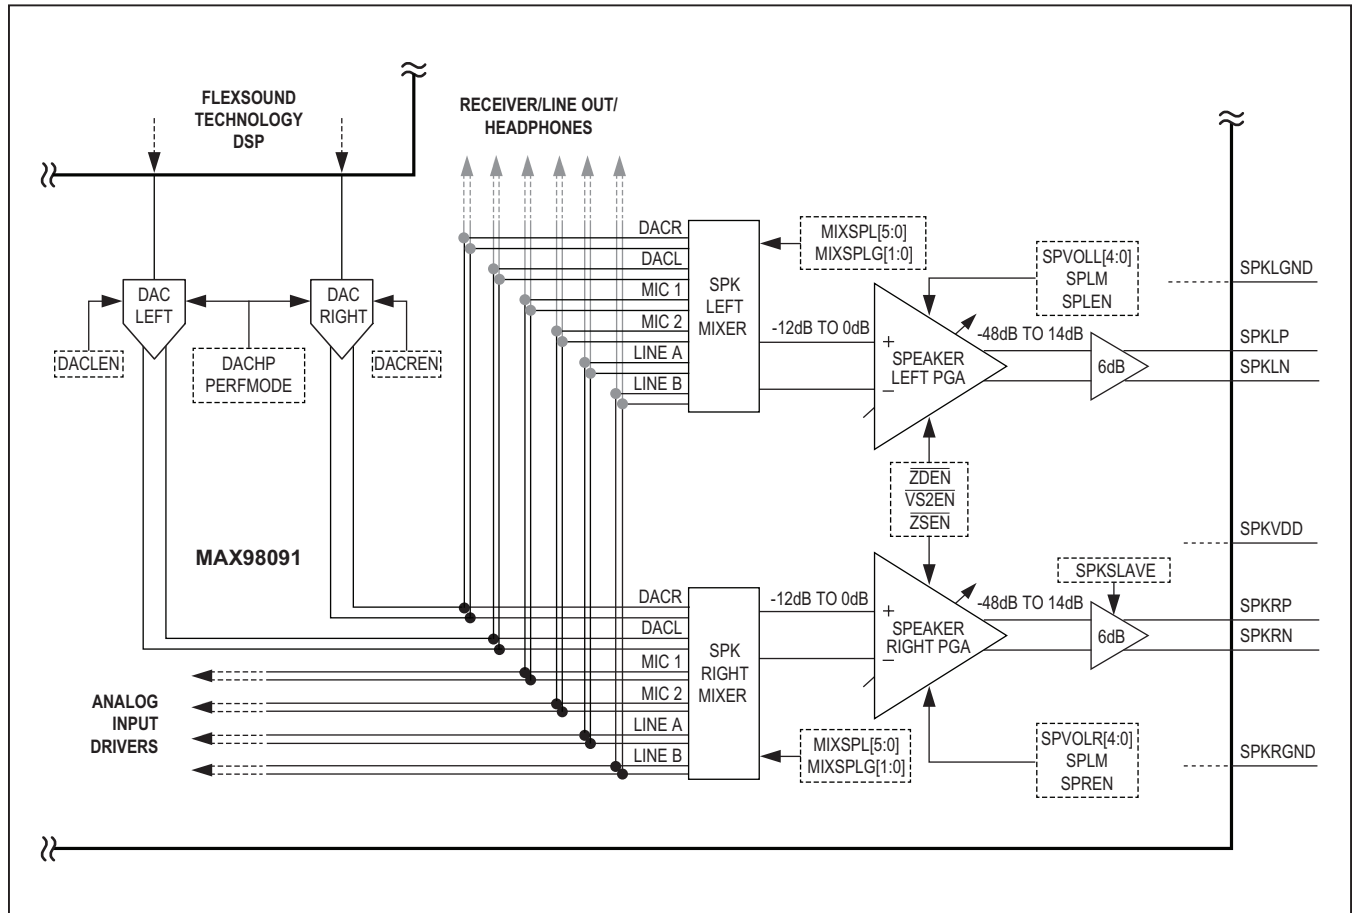 FLEXSOUND
TECHNOLOGY
DSP
RECEIVER/LINE OUT/
HEADPHONES
DAC
LEFT
DAC
RIGHT
DACLEN
DACHP
PERFMODE
DACREN
DACR
DACL
MIC 1
MIC 2
LINE A
LINE B
SPK
LEFT
MIXER
MIXSPL[5:0]
MIXSPLG[1:0]
-12dB TO 0dB
+
−
SPEAKER
LEFT PGA
SPVOLL[4:0]
SPLM
SPLEN
-48dB TO 14dB
6dB
SPKLGND
SPKLP
SPKLN
ZDEN
VS2EN
ZSEN
SPKVDD
MAX98091
DACR
DACL
MIC 1
MIC 2
LINE A
LINE B
SPK
RIGHT
MIXER
-12dB TO 0dB
+
−
SPEAKER
RIGHT PGA
-48dB TO 14dB
SPKSLAVE
6dB
SPKRP
SPKRN
ANALOG
INPUT
DRIVERS
MIXSPL[5:0]
MIXSPLG[1:0]
SPVOLR[4:0]
SPLM
SPREN
SPKRGND